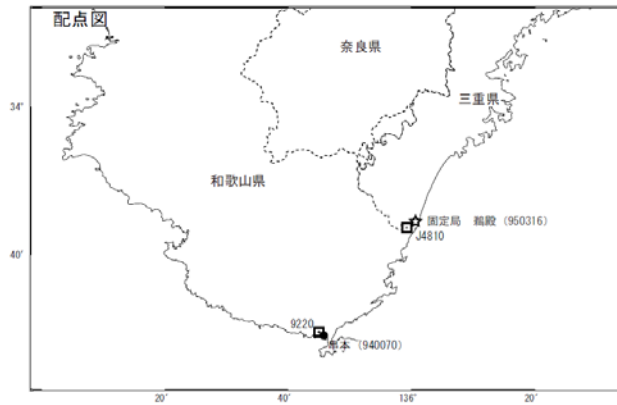 配点図
奈良県
三重県
34'
和歌山県
固定局 鵜殿 (950316)
J4810
40'
9220
串本 (940070)
20'
40'
136'
20'